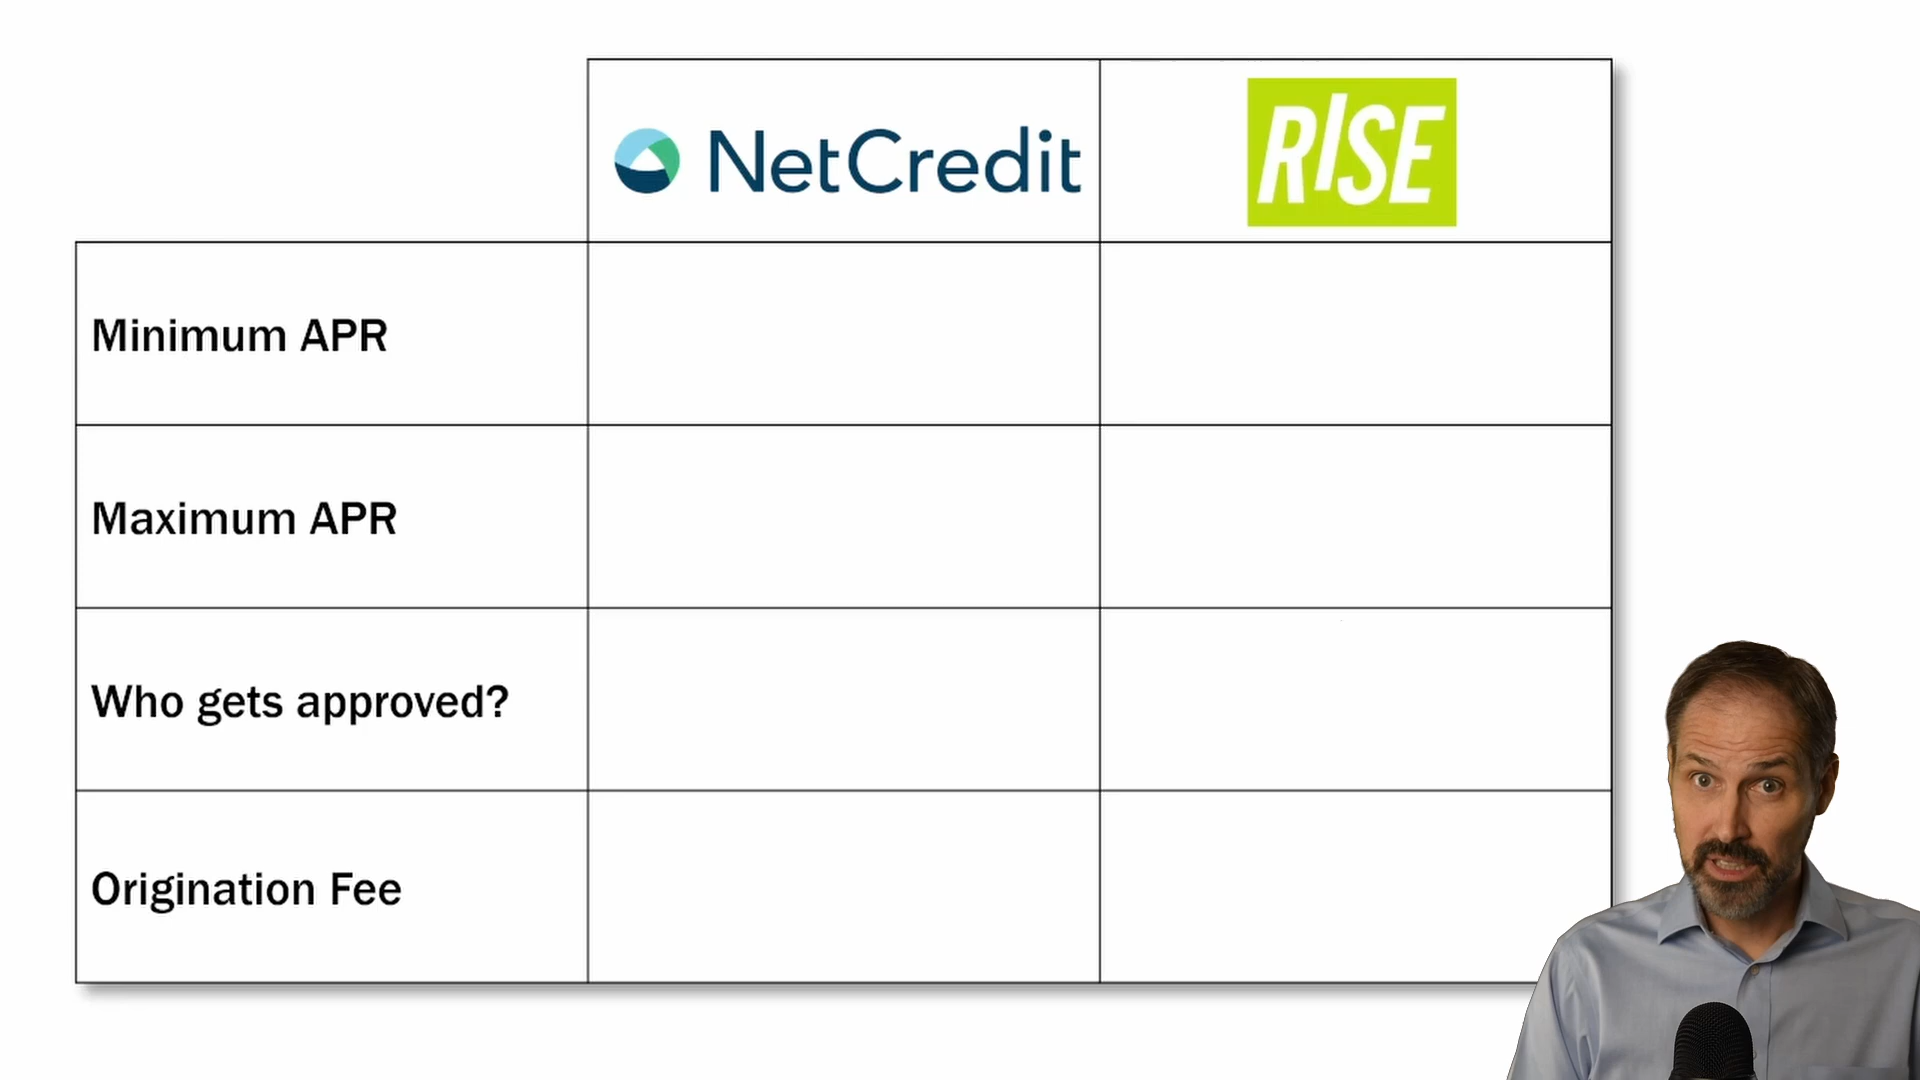 NetCredit
RISE
Minimum APR
Maximum APR
Who gets approved?
Origination Fee